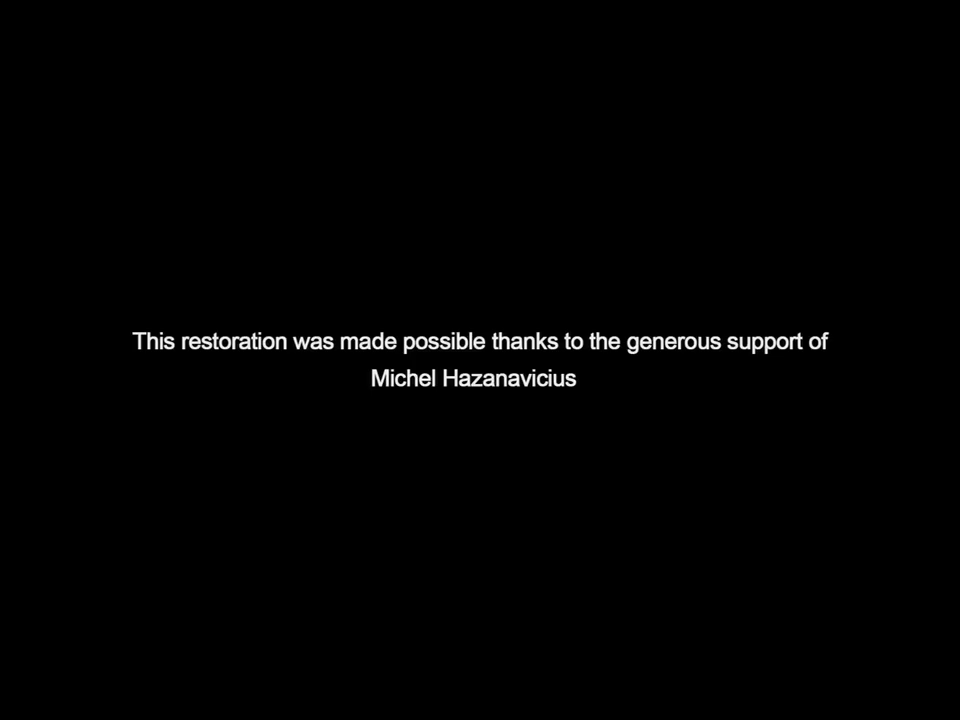 This restoration was made possible thanks to the generous support of
Michel Hazanavicius